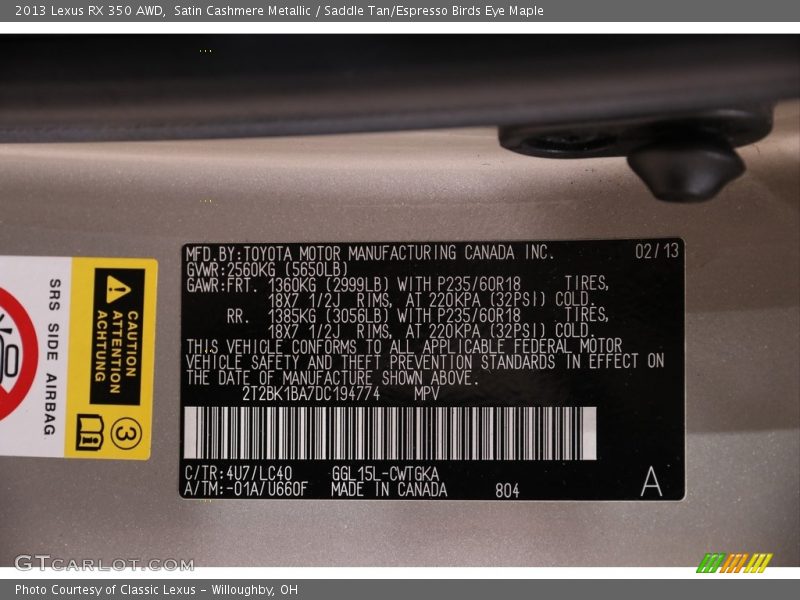 2013 Lexus RX 350 AWD, Satin Cashmere Metallic / Saddle Tan/Espresso Birds Eye Maple
MFD.BY:TOYOTA MOTOR MANUFACTURING CANADA INC. 02/13
GVWR:2560KG (5650LB)
GAWR:FRT. 1360KG (2999LB) WITH P235/60R18 TIRES,
18X7 1/2J RIMS, AT 220KPA (32PSI) COLD.
RR. 1385KG (3056LB) WITH P235/60R18 TIRES,
18X7 1/2J RIMS, AT 220KPA (32PSI) COLD.
THIS VEHICLE CONFORMS TO ALL APPLICABLE FEDERAL MOTOR
VEHICLE SAFETY AND THEFT PREVENTION STANDARDS IN EFFECT ON
THE DATE OF MANUFACTURE SHOWN ABOVE.
2T2BK1BA7DC194774 MPV
C/TR:4U7/LC40 GGL15L-CWTGKA
A/TM:-01A/U660F MADE IN CANADA 804 A
CAUTION
ATTENTION
ACHTUNG
3
SRS SIDE AIRBAG
GTCarLot.com
Photo Courtesy of Classic Lexus - Willoughby, OH